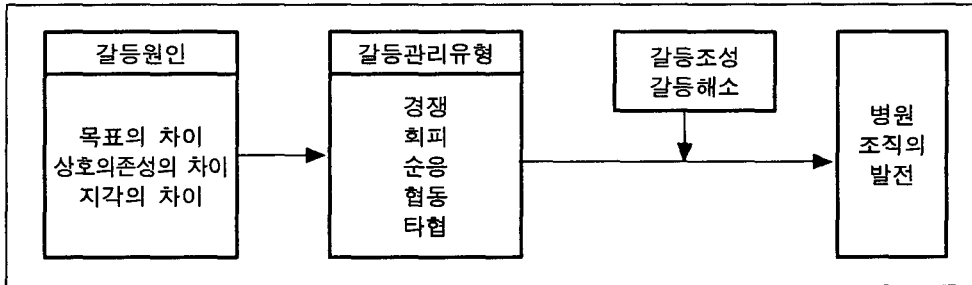 갈등원인
목표의 차이
상호의존성의 차이
지각의 차이
갈등관리유형
경쟁
회피
순응
협동
타협
갈등조성
갈등해소
병원
조직의
발전